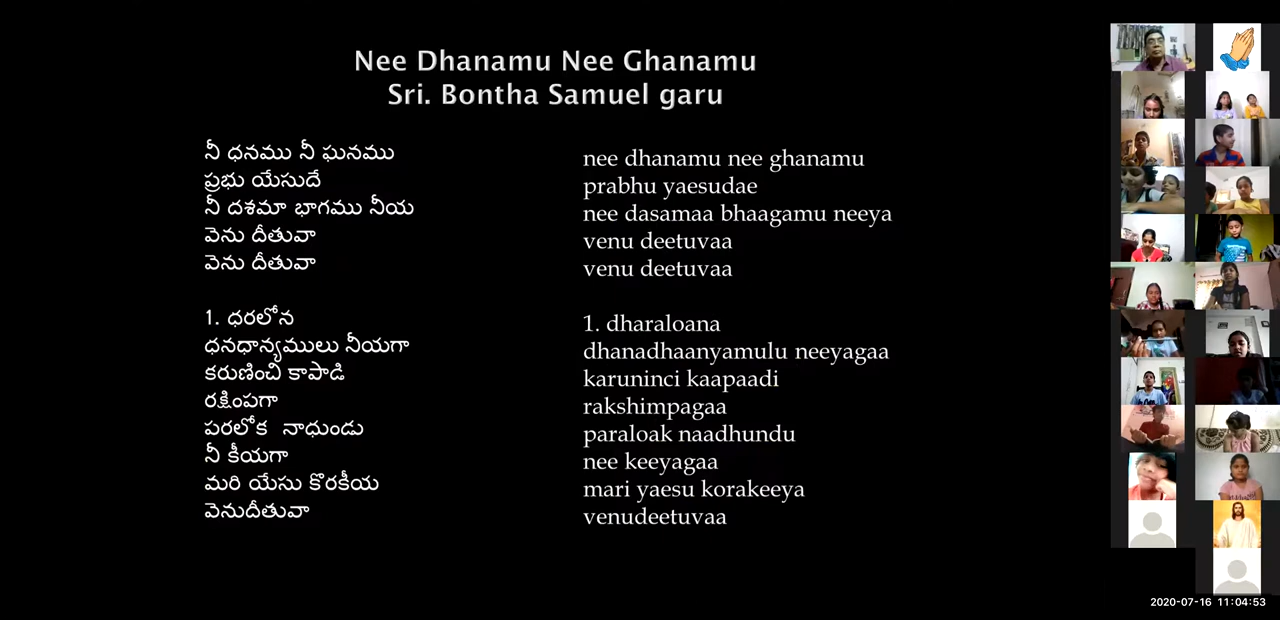 Nee Dhanamu Nee Ghanamu
Sri. Bontha Samuel garu
నీ ధనము నీ ఘనము
ప్రభు యేసుదే
నీ దశమా భాగము నీయ
వెను దీతువా
వెను దీతువా
1. ధరలోన
ధనధాన్యములు నీయగా
కరుణించి కాపాడి
రక్షింపగా
పరలోక నాధుండు
నీ కీయగా
మరి యేసు కొరకీయ
వెనుదీతువా
nee dhanamu nee ghanamu
prabhu yaesudae
nee dasamaa bhaagamu neeya
venu deetuvaa
venu deetuvaa
1. dharaloana
dhanadhaanyamulu neeyagaa
karuninci kaapaadi
rakshimpagaa
paraloak naadhundu
nee keeyagaa
mari yaesu korakeeya
venudeetuvaa
2020-07-16 11:04:53